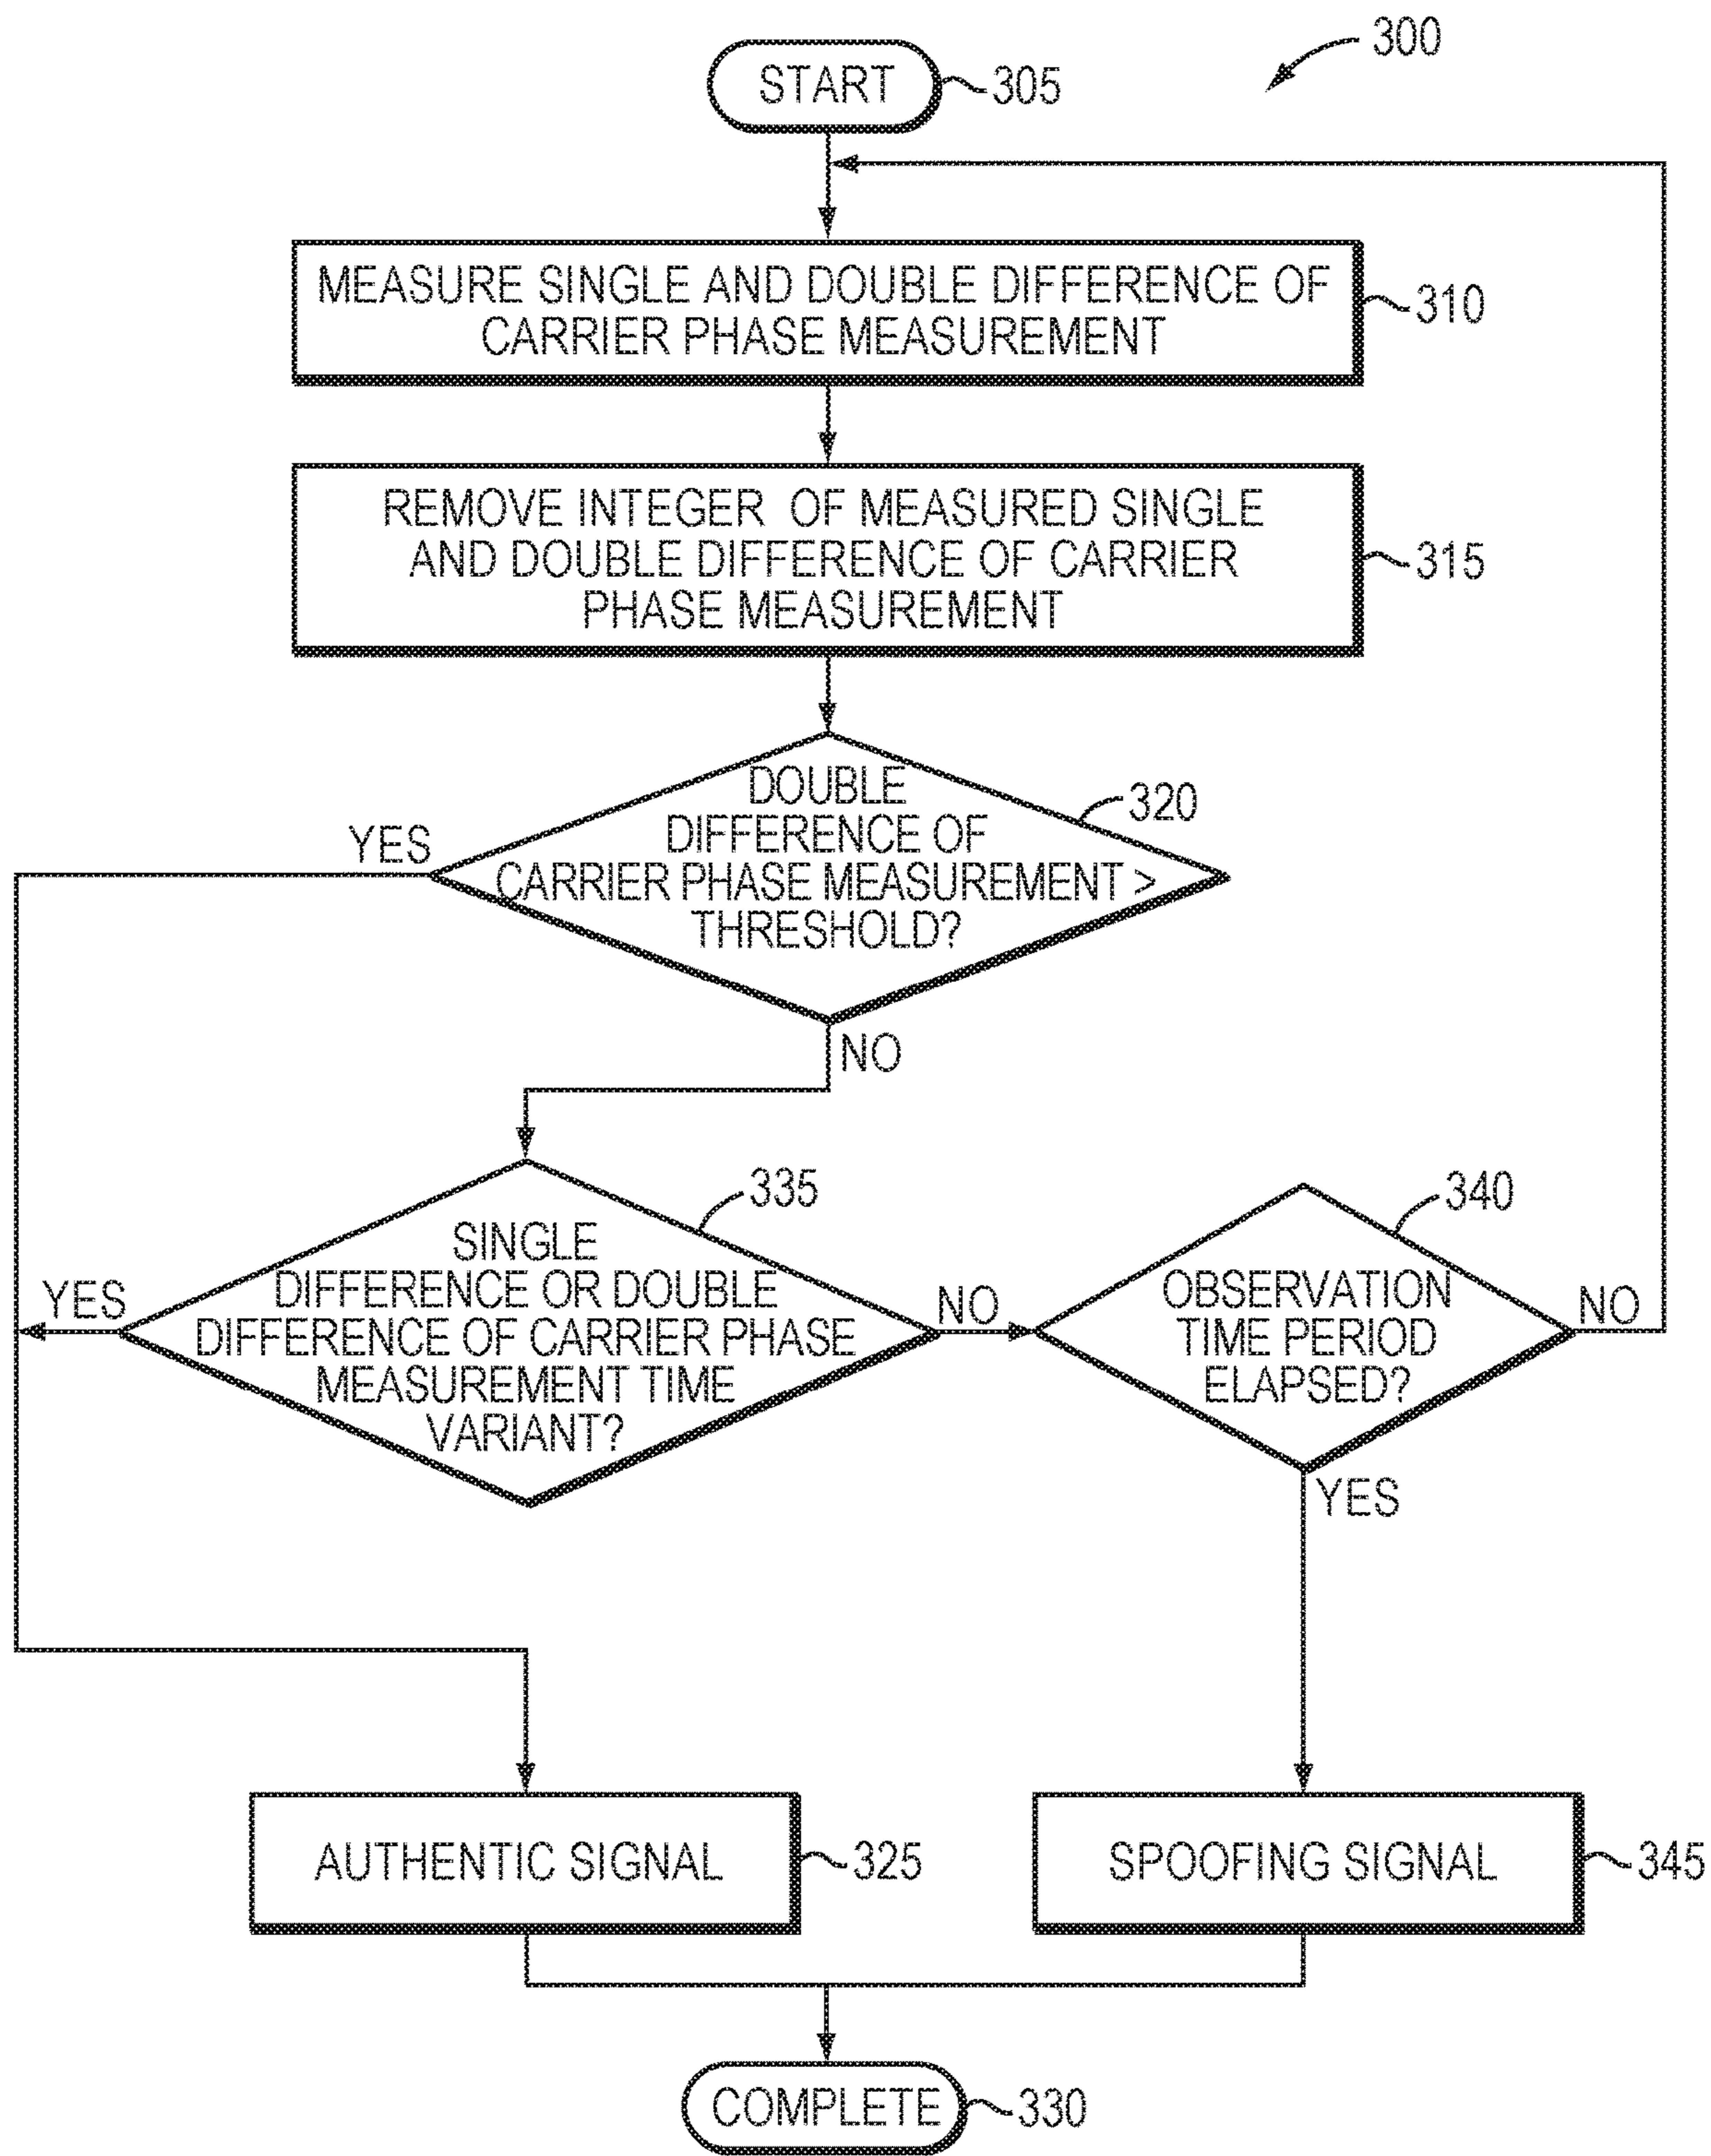 300
START
305
MEASURE SINGLE AND DOUBLE DIFFERENCE OF
CARRIER PHASE MEASUREMENT
310
REMOVE INTEGER OF MEASURED SINGLE
AND DOUBLE DIFFERENCE OF CARRIER
PHASE MEASUREMENT
315
DOUBLE
DIFFERENCE OF
CARRIER PHASE MEASUREMENT >
THRESHOLD?
320
YES
NO
SINGLE
DIFFERENCE OR DOUBLE
DIFFERENCE OF CARRIER PHASE
MEASUREMENT TIME
VARIANT?
335
YES
NO
OBSERVATION
TIME PERIOD
ELAPSED?
340
NO
YES
AUTHENTIC SIGNAL
325
SPOOFING SIGNAL
345
COMPLETE
330